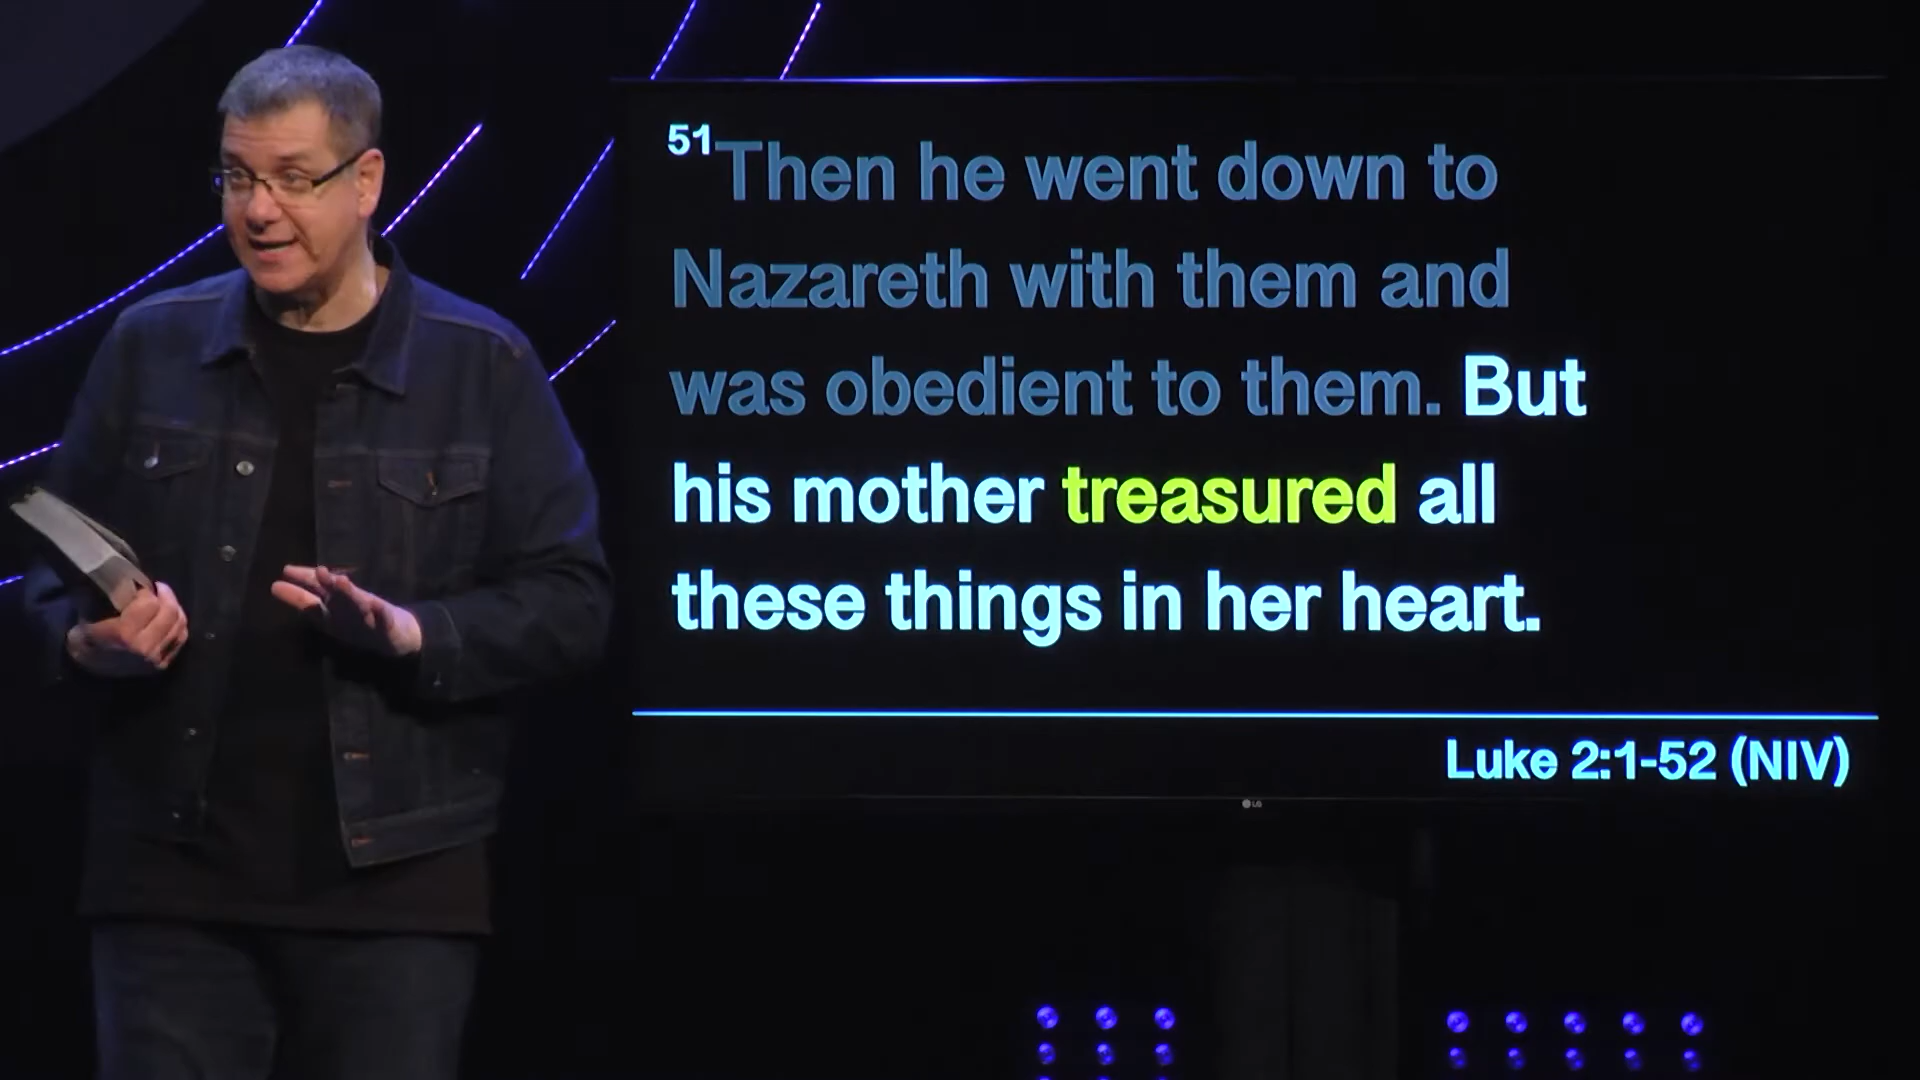 51Then he went down to
Nazareth with them and
was obedient to them. But
his mother treasured all
these things in her heart.
Luke 2:1-52 (NIV)
LG